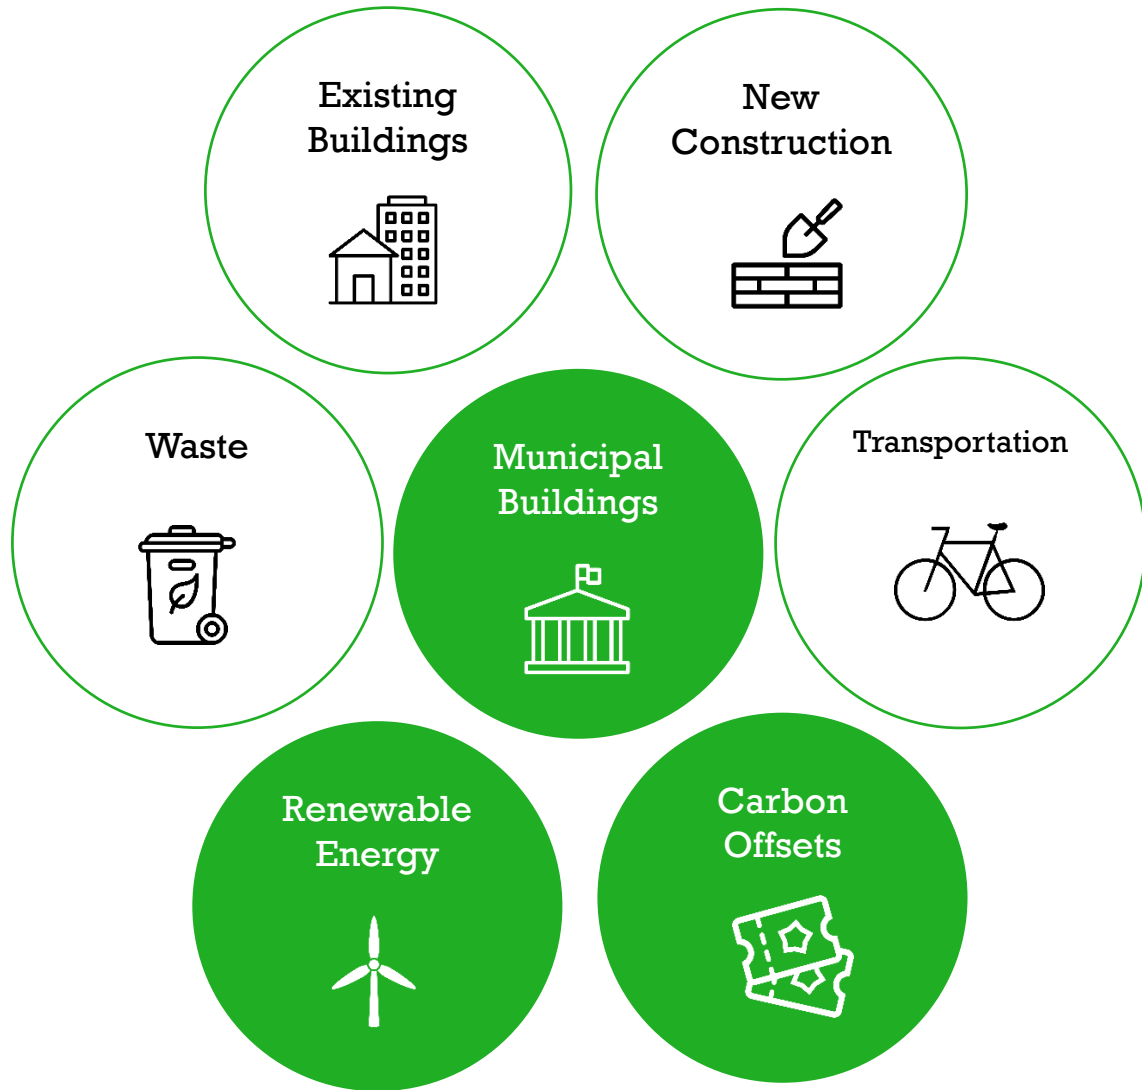 Existing
Buildings
New
Construction
Waste
Municipal
Buildings
Transportation
Renewable
Energy
Carbon
Offsets